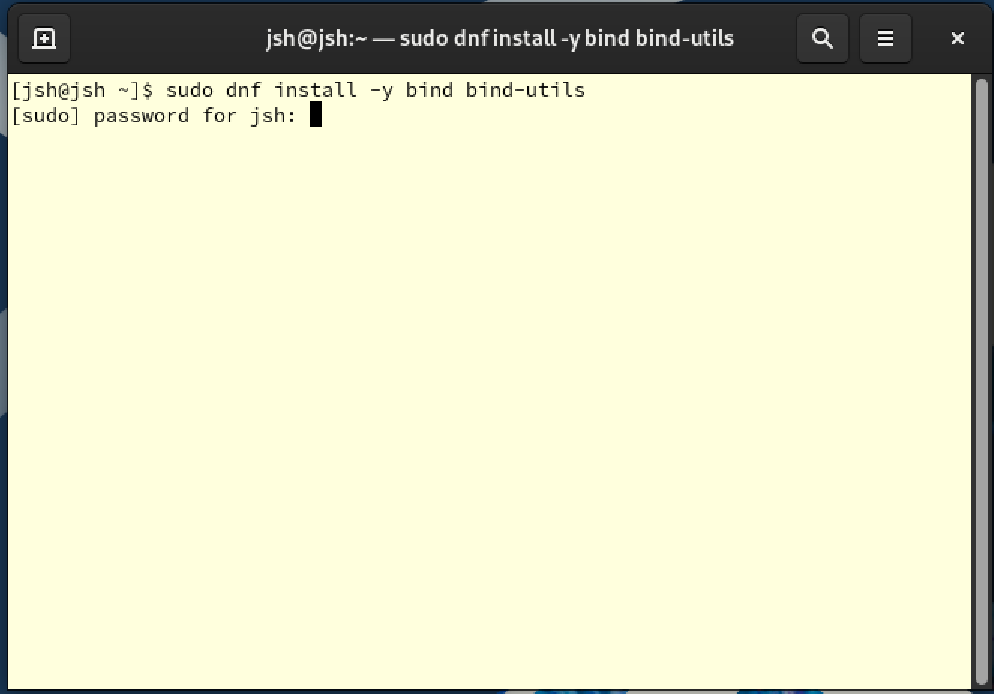 jsh@jsh:~ — sudo dnf install -y bind bind-utils
[jsh@jsh ~]$ sudo dnf install -y bind bind-utils
[sudo] password for jsh: